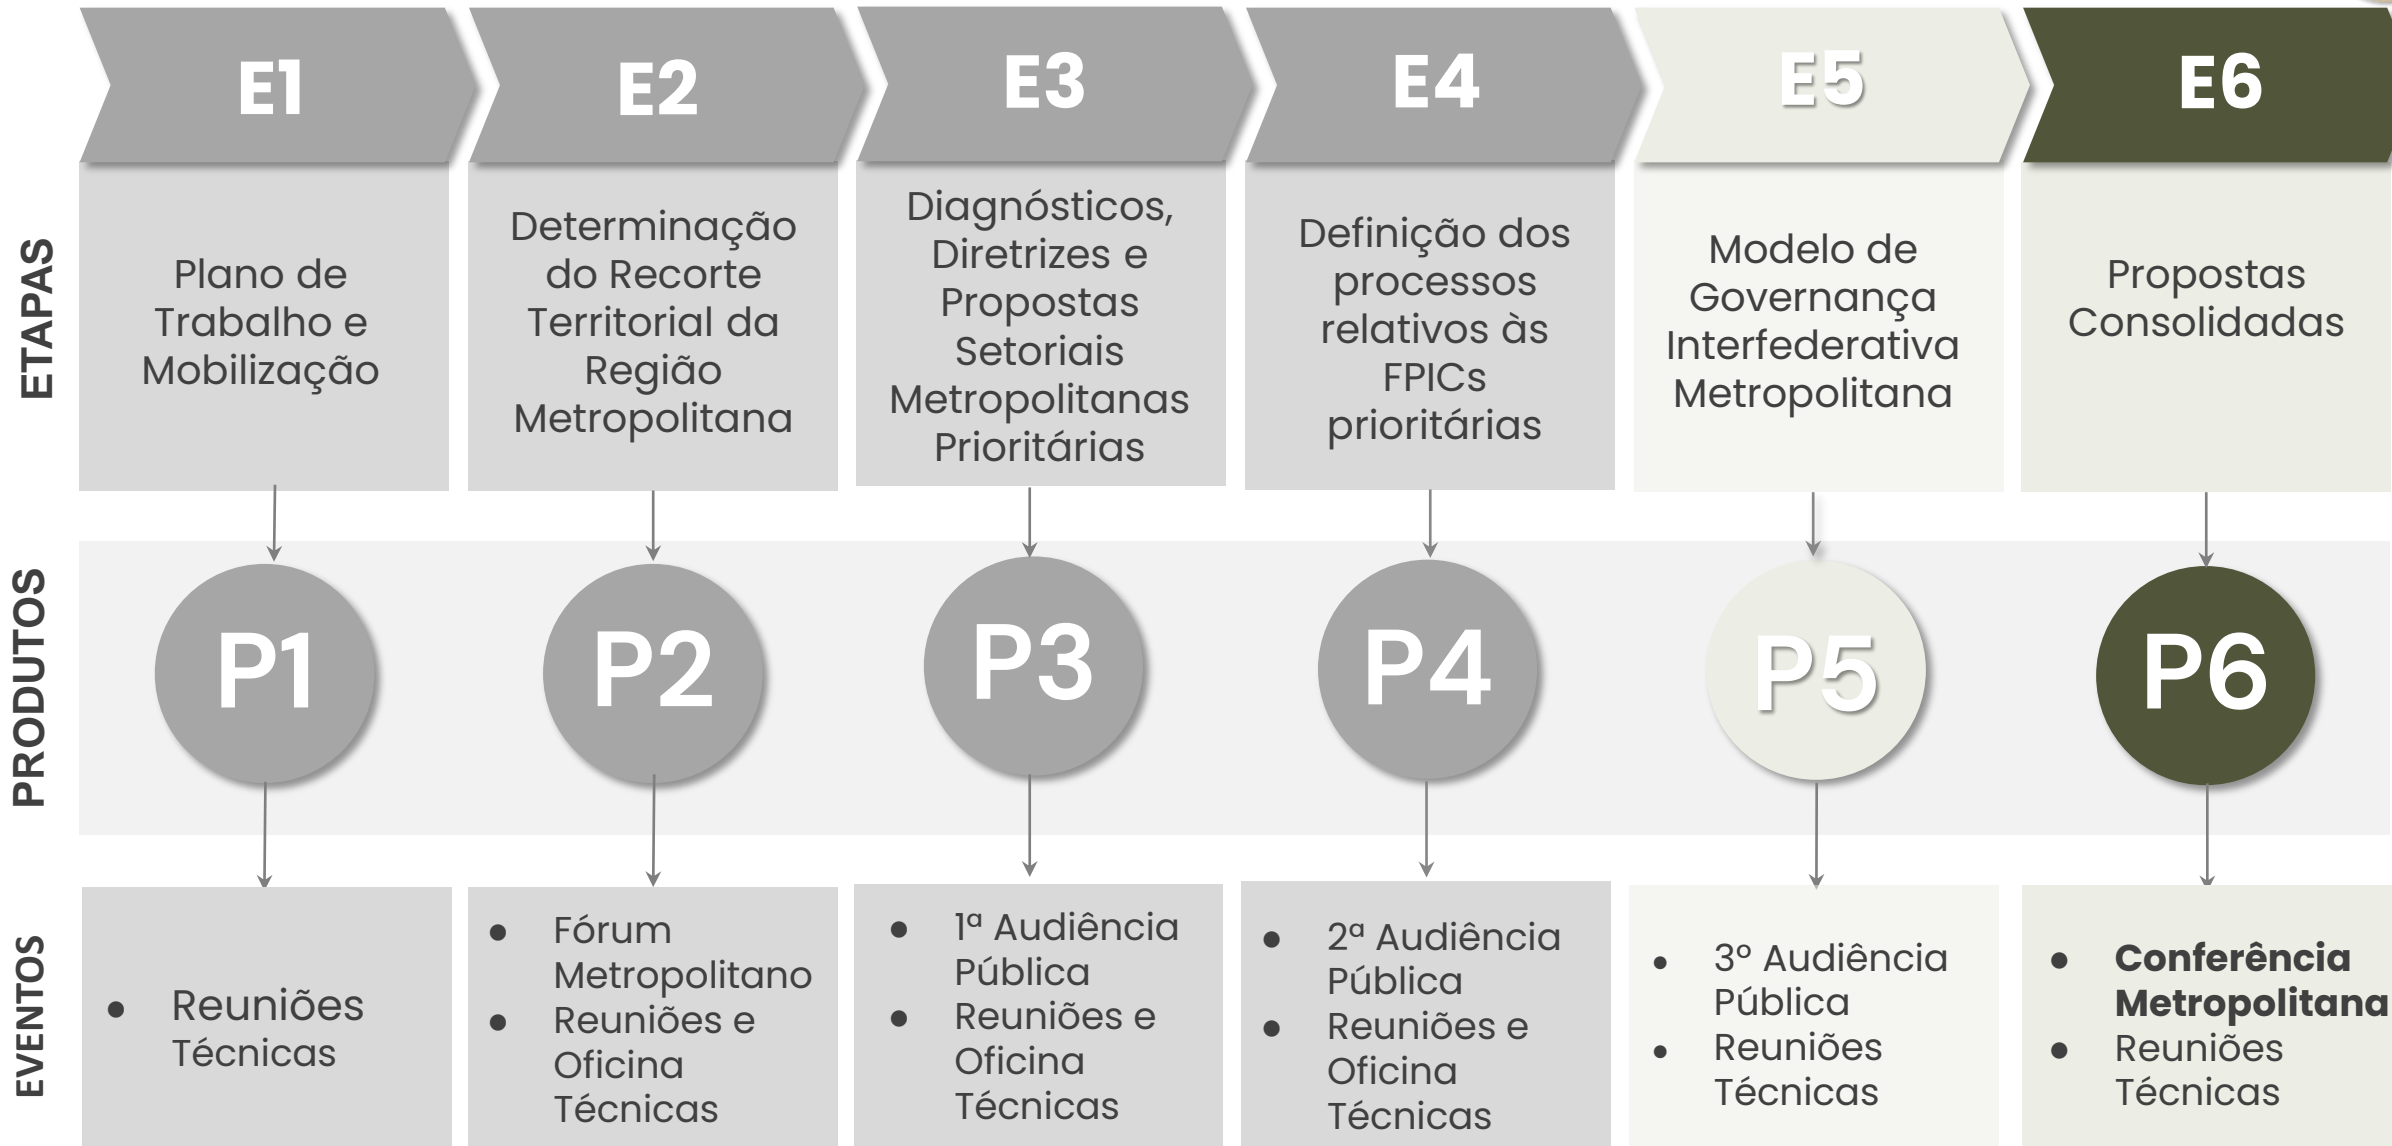 E1
E2
E3
E4
E5
E6
ETAPAS
Plano de
Trabalho e
Mobilização
Determinação
do Recorte
Territorial da
Região
Metropolitana
Diagnósticos,
Diretrizes e
Propostas
Setoriais
Metropolitanas
Prioritárias
Definição dos
processos
relativos às
FPICs
prioritárias
Modelo de
Governança
Interfederativa
Metropolitana
Propostas
Consolidadas
PRODUTOS
P1
P2
P3
P4
P5
P6
EVENTOS
● Reuniões
Técnicas
● Fórum
Metropolitano
● Reuniões e
Oficina
Técnicas
● 1ª Audiência
Pública
● Reuniões e
Oficina
Técnicas
● 2ª Audiência
Pública
● Reuniões e
Oficina
Técnicas
● 3º Audiência
Pública
● Reuniões
Técnicas
● Conferência
Metropolitana
● Reuniões
Técnicas